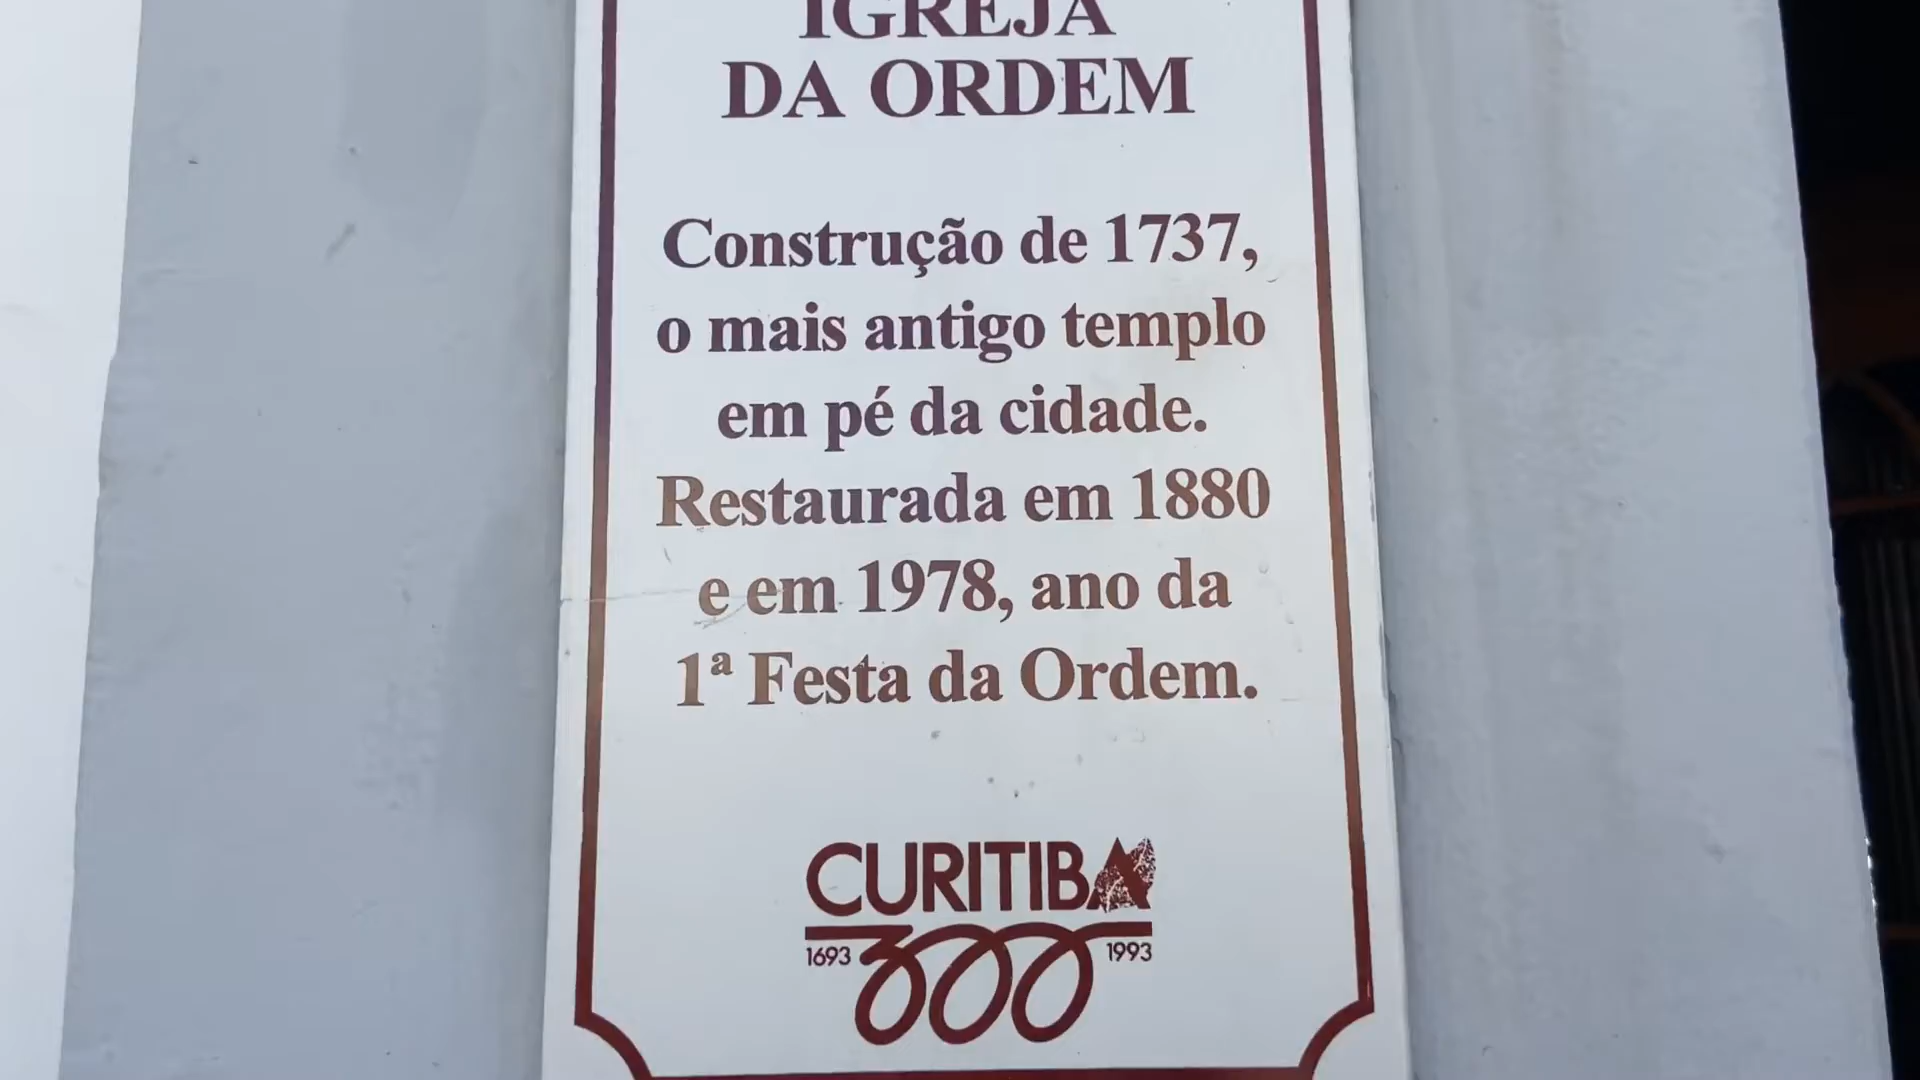 IGREJA
DA ORDEM
Construção de 1737,
o mais antigo templo
em pé da cidade.
Restaurada em 1880
e em 1978, ano da
1ª Festa da Ordem.
CURITIBA
1693 300 1993